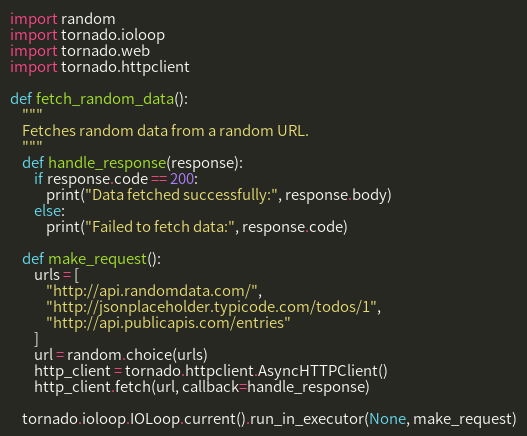 import random
import tornado.ioloop
import tornado.web
import tornado.httpclient

def fetch_random_data():
    """
    Fetches random data from a random URL.
    """
    def handle_response(response):
        if response.code == 200:
            print("Data fetched successfully:", response.body)
        else:
            print("Failed to fetch data:", response.code)

    def make_request():
        urls = [
            "http://api.randomdata.com/",
            "http://jsonplaceholder.typicode.com/todos/1",
            "http://api.publicapis.com/entries"
        ]
        url = random.choice(urls)
        http_client = tornado.httpclient.AsyncHTTPClient()
        http_client.fetch(url, callback=handle_response)

    tornado.ioloop.IOLoop.current().run_in_executor(None, make_request)